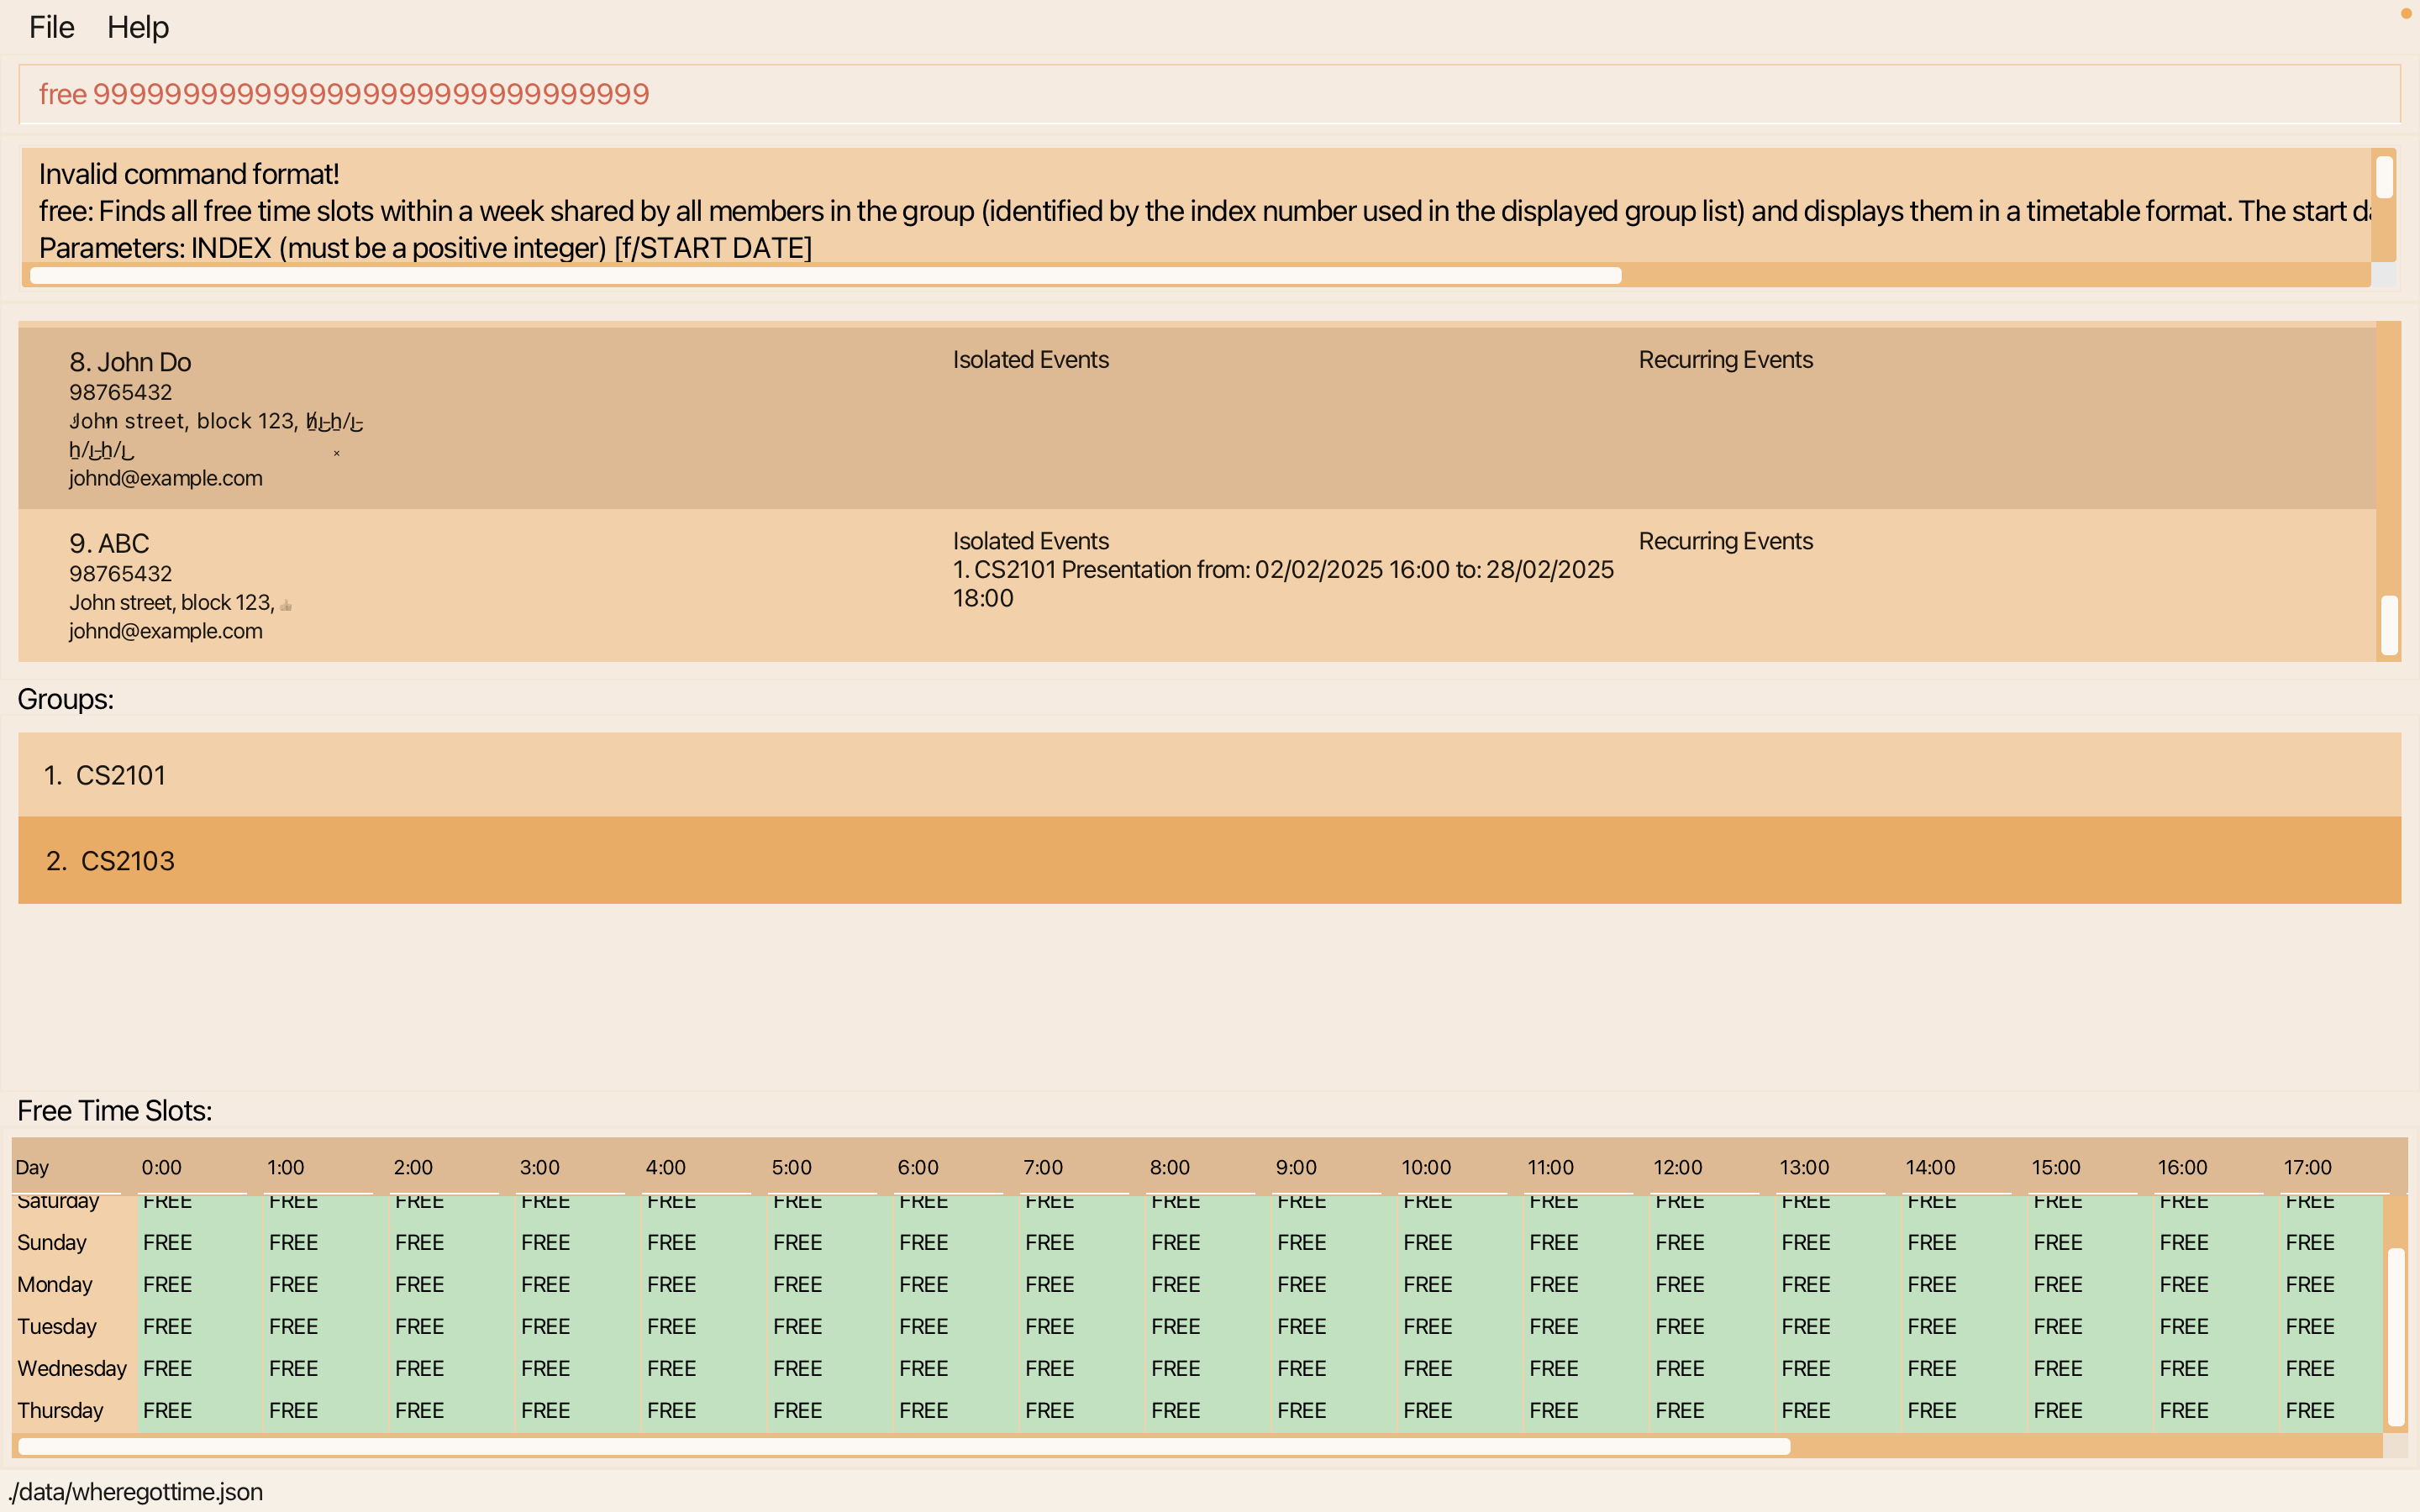 File Help
free 9999999999999999999999999999999
Invalid command format!
free: Finds all free time slots within a week shared by all members in the group (identified by the index number used in the displayed group list) and displays them in a timetable format. The start da
Parameters: INDEX (must be a positive integer) [f/START DATE]
8. John Do Isolated Events Recurring Events
98765432
John street, block 123,
johnd@example.com
9. ABC Isolated Events Recurring Events
98765432 1. CS2101 Presentation from: 02/02/2025 16:00 to: 28/02/2025
John street, block 123, 👍 18:00
johnd@example.com
Groups:
1. CS2101
2. CS2103
Free Time Slots:
Day 0:00 1:00 2:00 3:00 4:00 5:00 6:00 7:00 8:00 9:00 10:00 11:00 12:00 13:00 14:00 15:00 16:00 17:00
Saturday FREE FREE FREE FREE FREE FREE FREE FREE FREE FREE FREE FREE FREE FREE FREE FREE FREE FREE
Sunday FREE FREE FREE FREE FREE FREE FREE FREE FREE FREE FREE FREE FREE FREE FREE FREE FREE FREE
Monday FREE FREE FREE FREE FREE FREE FREE FREE FREE FREE FREE FREE FREE FREE FREE FREE FREE FREE
Tuesday FREE FREE FREE FREE FREE FREE FREE FREE FREE FREE FREE FREE FREE FREE FREE FREE FREE FREE
Wednesday FREE FREE FREE FREE FREE FREE FREE FREE FREE FREE FREE FREE FREE FREE FREE FREE FREE FREE
Thursday FREE FREE FREE FREE FREE FREE FREE FREE FREE FREE FREE FREE FREE FREE FREE FREE FREE FREE
./data/wheregottime.json